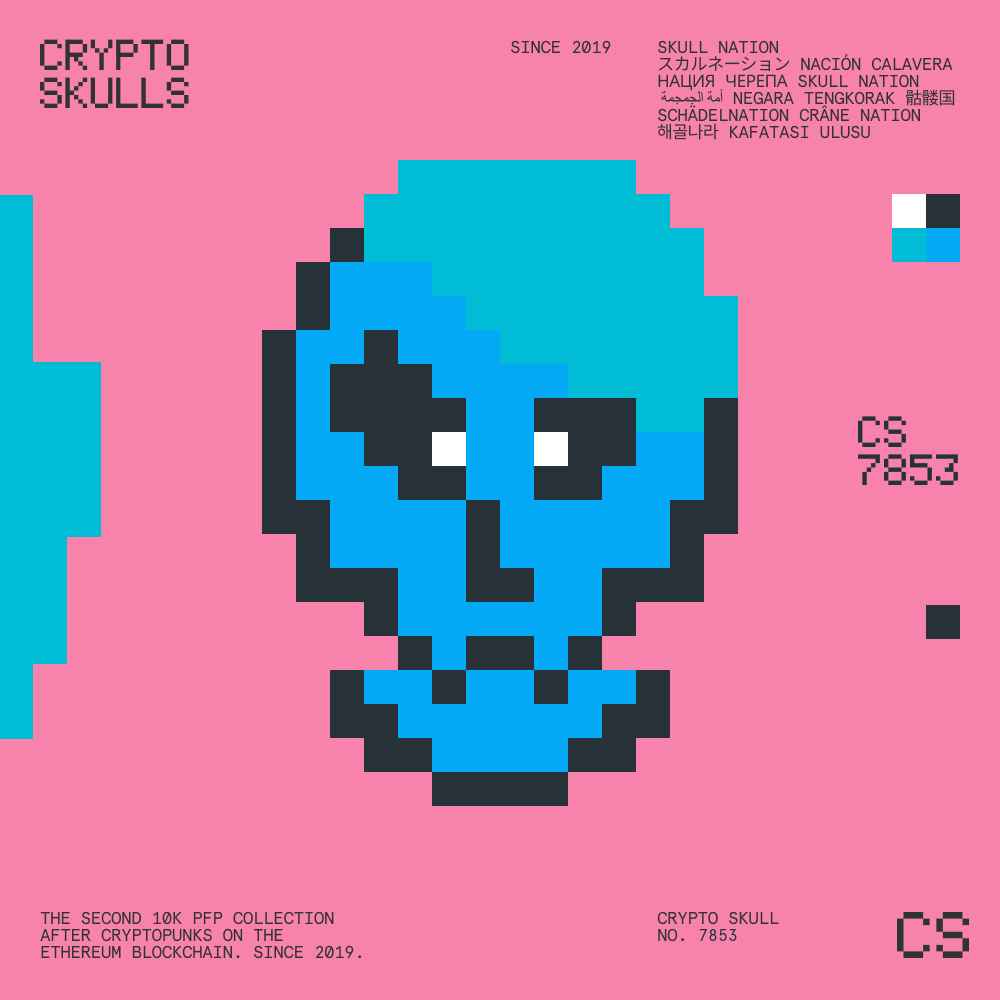 CRYPTO
SKULLS
SINCE 2019
SKULL NATION
スカルネーション NACIÓN CALAVERA
НАЦИЯ ЧЕРЕПА SKULL NATION
أمة الجمجمة NEGARA TENGKORAK 骷髅国
SCHÄDELNATION CRÂNE NATION
해골나라 KAFATASI ULUSU
CS
7853
THE SECOND 10K PFP COLLECTION
AFTER CRYPTOPUNKS ON THE
ETHEREUM BLOCKCHAIN. SINCE 2019.
CRYPTO SKULL
NO. 7853
CS